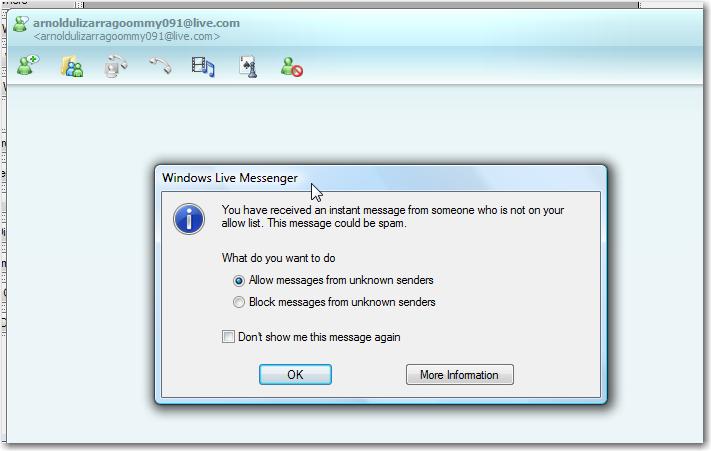 arnoldulizarragoommy091@live.com
<arnoldulizarragoommy091@live.com>
Windows Live Messenger
You have received an instant message from someone who is not on your
allow list. This message could be spam.
What do you want to do
Allow messages from unknown senders
Block messages from unknown senders
Don't show me this message again
OK
More Information